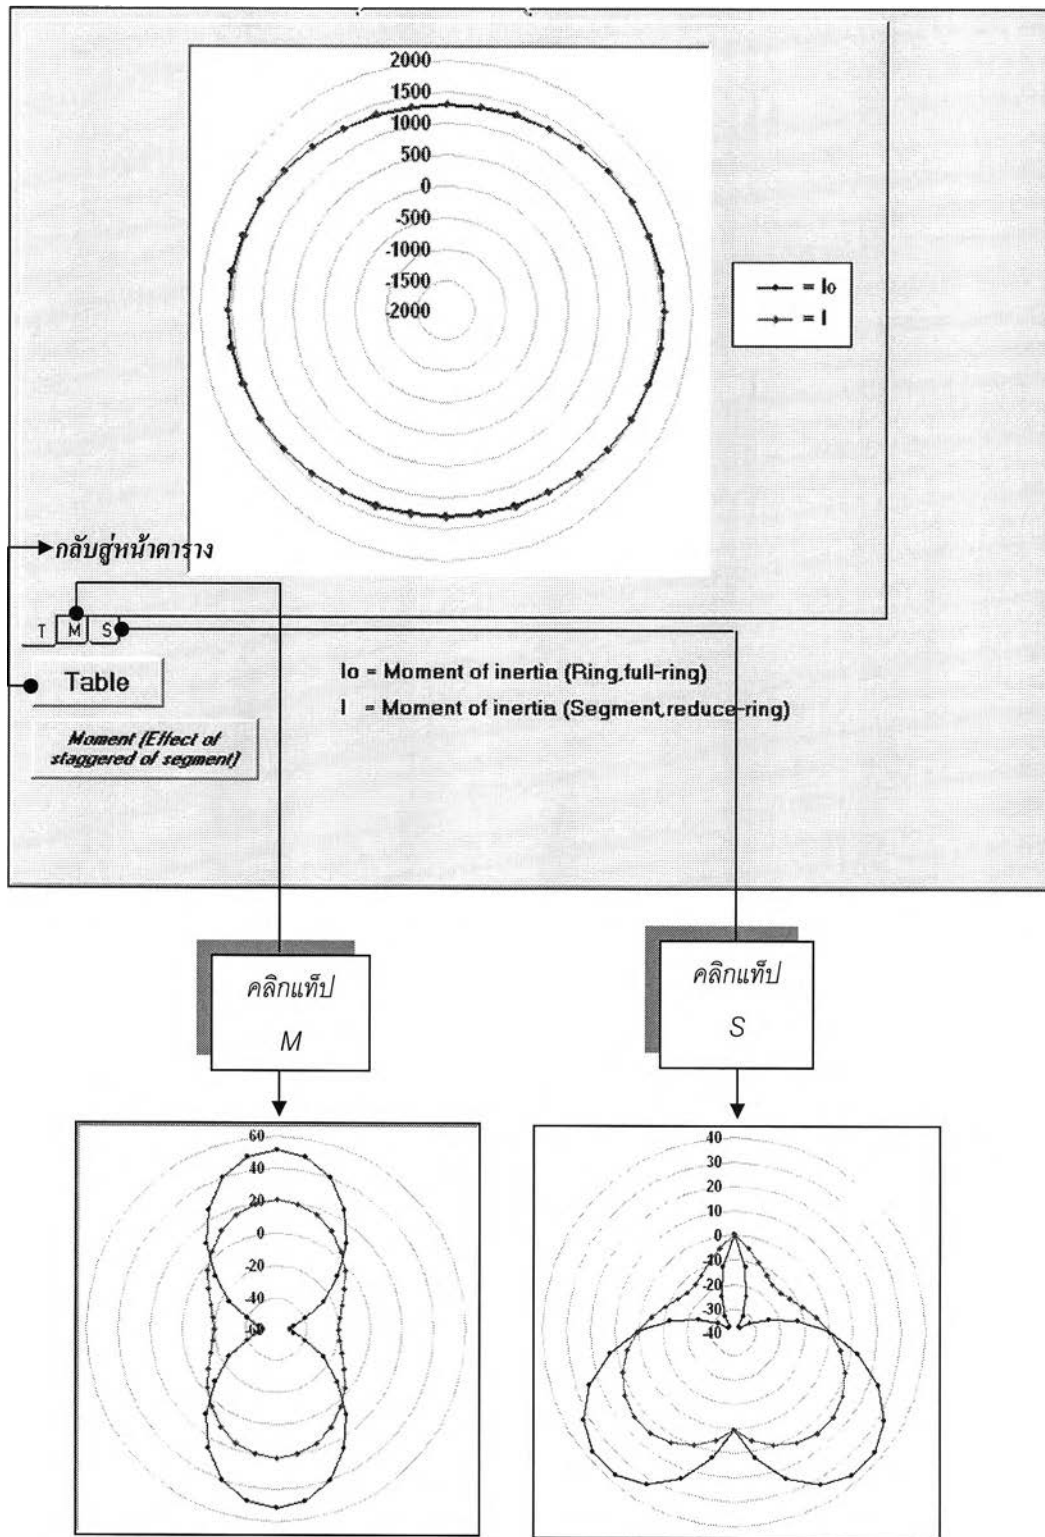 2000
1500
1000
500
0
-500
-1000
-1500
-2000
= Io
= I
กลับสู่หน้าตาราง
T M S
Table
Io = Moment of inertia (Ring,full-ring)
I = Moment of inertia (Segment,reduce-ring)
Moment (Effect of
staggered of segment)
คลิกแท็ป
M
คลิกแท็ป
S
60
40
20
0
-20
-40
-60
40
30
20
10
0
-10
-20
-30
-40